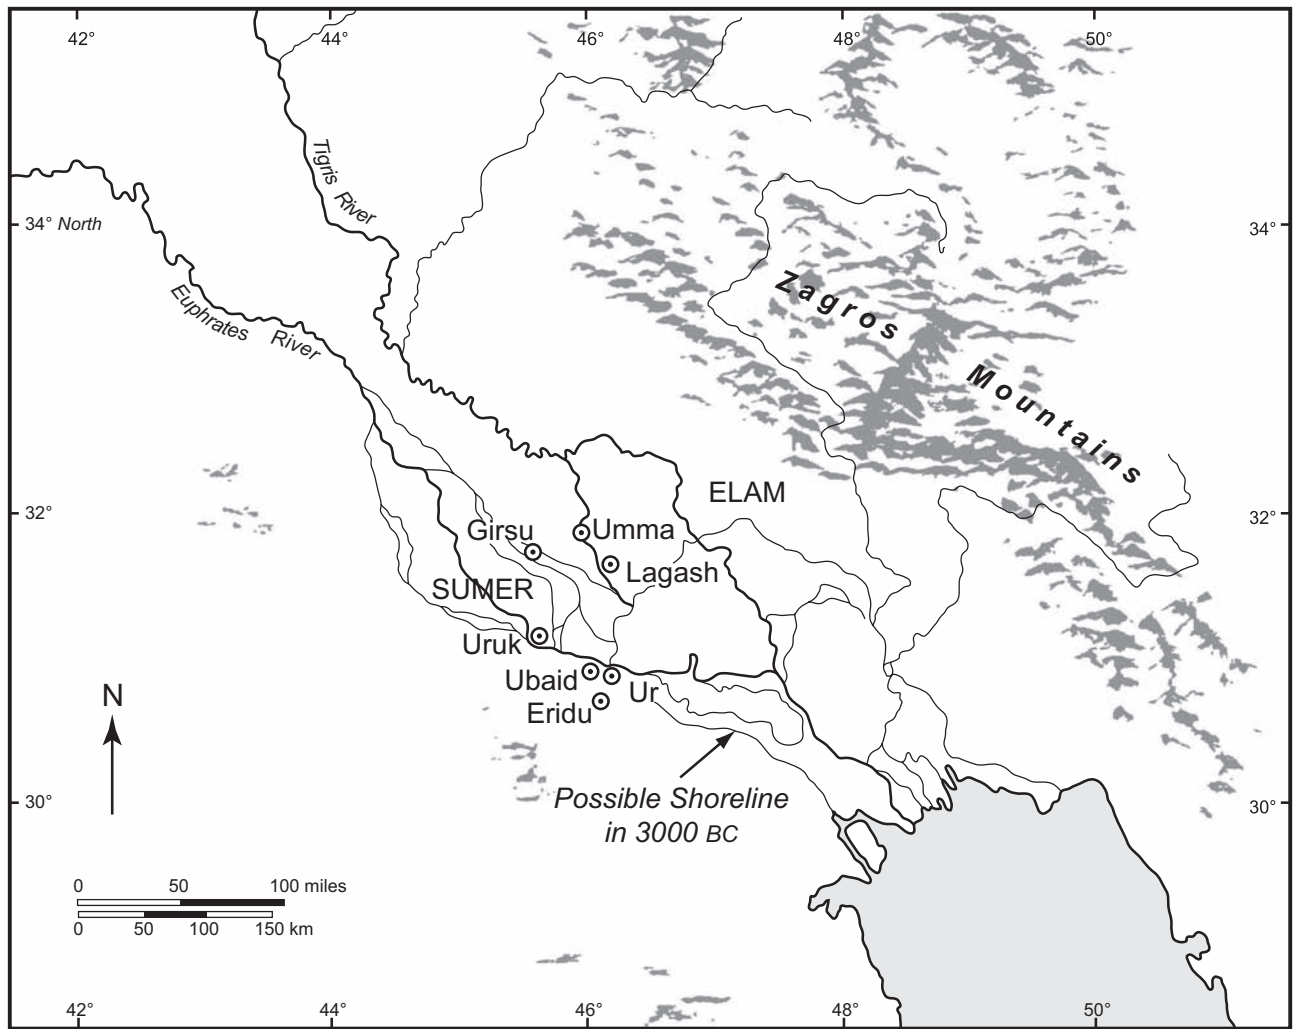 42°
44°
46°
48°
50°
Tigris River
34° North
34°
Euphrates River
Zagros
Mountains
ELAM
32°
32°
Girsu
Umma
Lagash
SUMER
Uruk
Ubaid
Ur
Eridu
N
30°
30°
Possible Shoreline
in 3000 BC
0 50 100 miles
0 50 100 150 km
42°
44°
46°
48°
50°